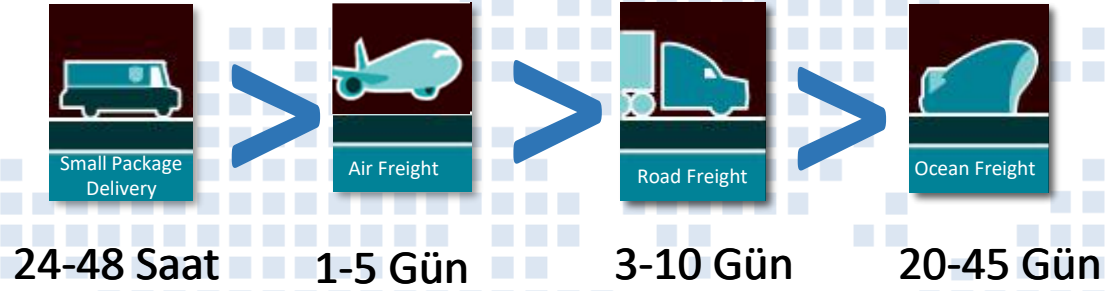 Small Package
Delivery
Air Freight
Road Freight
Ocean Freight
24-48 Saat
1-5 Gün
3-10 Gün
20-45 Gün